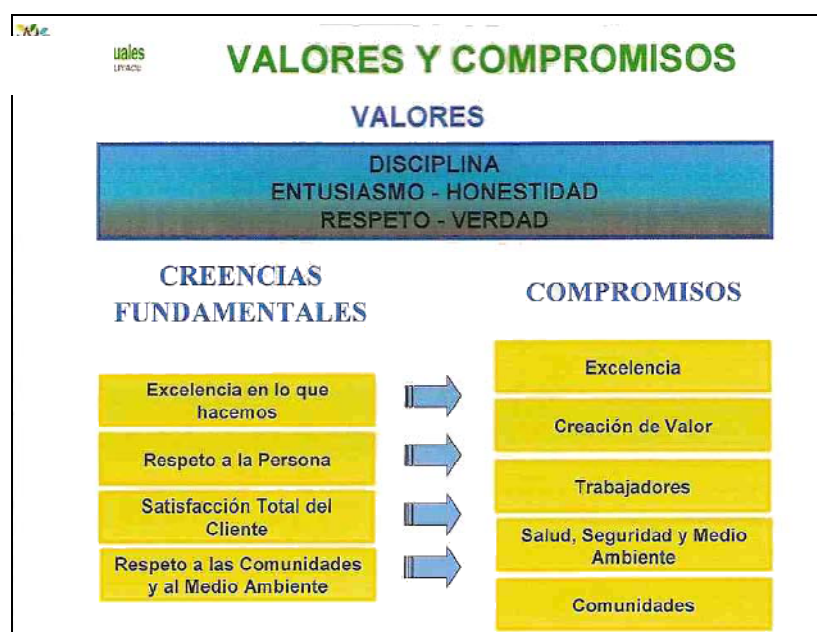 uales
VALORES Y COMPROMISOS
VALORES
DISCIPLINA
ENTUSIASMO - HONESTIDAD
RESPETO - VERDAD
CREENCIAS
FUNDAMENTALES
Excelencia en lo que
hacemos
Respeto a la Persona
Satisfacción Total del
Cliente
Respeto a las Comunidades
y al Medio Ambiente
COMPROMISOS
Excelencia
Creación de Valor
Trabajadores
Salud, Seguridad y Medio
Ambiente
Comunidades